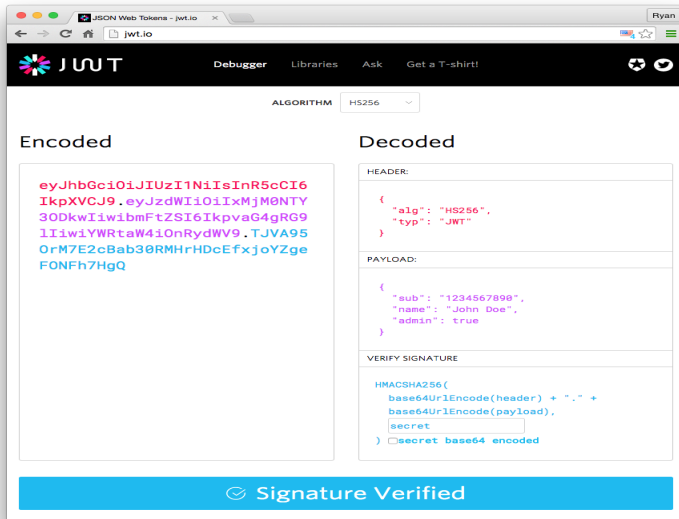 JSON Web Tokens - jwt.io
Ryan
jwt.io
JWT
Debugger Libraries Ask Get a T-shirt!
ALGORITHM HS256
Encoded
Decoded
eyJhbGciOiJIUzI1NiIsInR5cCI6
IkpXVCJ9.eyJzdWIiOiIxMjM0NTY
3ODkwIiwibmFtZSI6IkpvaG4gRG9
lIiwiYWRtaW4iOnRydWV9.TJVA95
OrM7E2cBab30RMHrHDcEfxjoYZge
FONFh7HgQ
HEADER:
{
"alg": "HS256",
"typ": "JWT"
}
PAYLOAD:
{
"sub": "1234567890",
"name": "John Doe",
"admin": true
}
VERIFY SIGNATURE
HMACSHA256(
base64UrlEncode(header) + "." +
base64UrlEncode(payload),
secret
) secret base64 encoded
Signature Verified